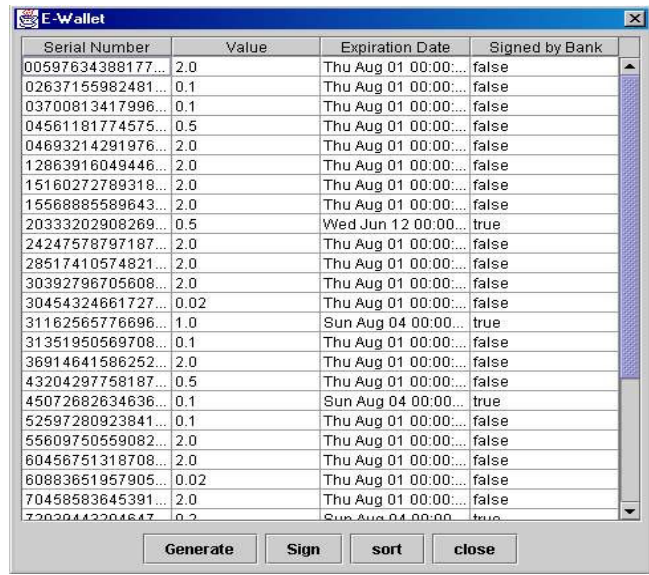 E-Wallet
Serial Number Value Expiration Date Signed by Bank
00597634388177... 2.0 Thu Aug 01 00:00:... false
02637155982481... 0.1 Thu Aug 01 00:00:... false
03700813417996... 0.1 Thu Aug 01 00:00:... false
04561181774575... 0.5 Thu Aug 01 00:00:... false
04693214291976... 2.0 Thu Aug 01 00:00:... false
12863916049446... 2.0 Thu Aug 01 00:00:... false
15160272789318... 2.0 Thu Aug 01 00:00:... false
15568885589643... 2.0 Thu Aug 01 00:00:... false
20333202908269... 0.5 Wed Jun 12 00:00... true
24247578797187... 2.0 Thu Aug 01 00:00:... false
28517410574821... 2.0 Thu Aug 01 00:00:... false
30392796705608... 2.0 Thu Aug 01 00:00:... false
30454324661727... 0.02 Thu Aug 01 00:00:... false
31162565776696... 1.0 Sun Aug 04 00:00... true
31351950569708... 0.1 Thu Aug 01 00:00:... false
36914641586252... 2.0 Thu Aug 01 00:00:... false
43204297758187... 0.5 Thu Aug 01 00:00:... false
45072682634636... 0.1 Sun Aug 04 00:00... true
52597280923841... 0.1 Thu Aug 01 00:00:... false
55609750559082... 2.0 Thu Aug 01 00:00:... false
60456751318708... 2.0 Thu Aug 01 00:00:... false
60883651957905... 0.02 Thu Aug 01 00:00:... false
70458583645391... 2.0 Thu Aug 01 00:00:... false
72039443204647... 0.2 Sun Aug 04 00:00... true
Generate Sign sort close